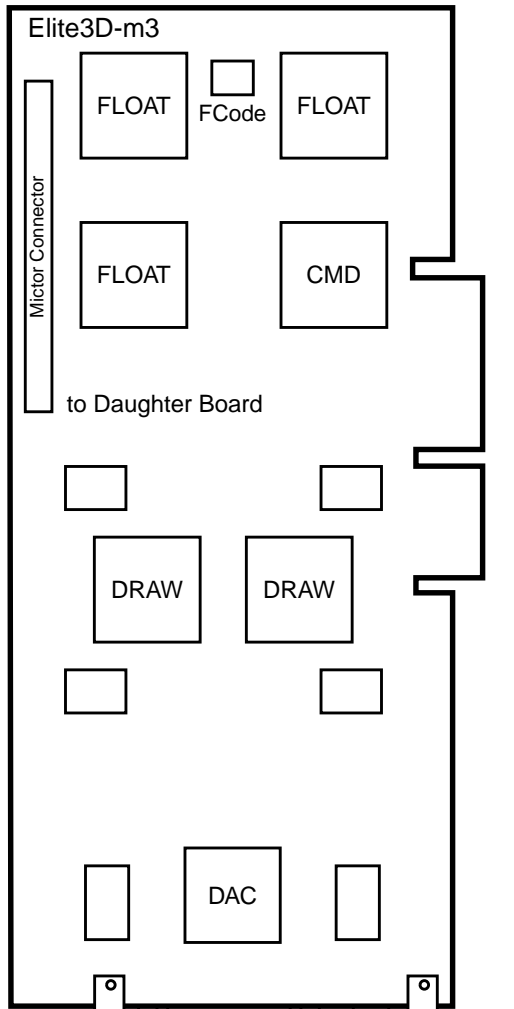 Elite3D-m3
FLOAT
FCode
FLOAT
Mictor Connector
FLOAT
CMD
to Daughter Board
DRAW
DRAW
DAC